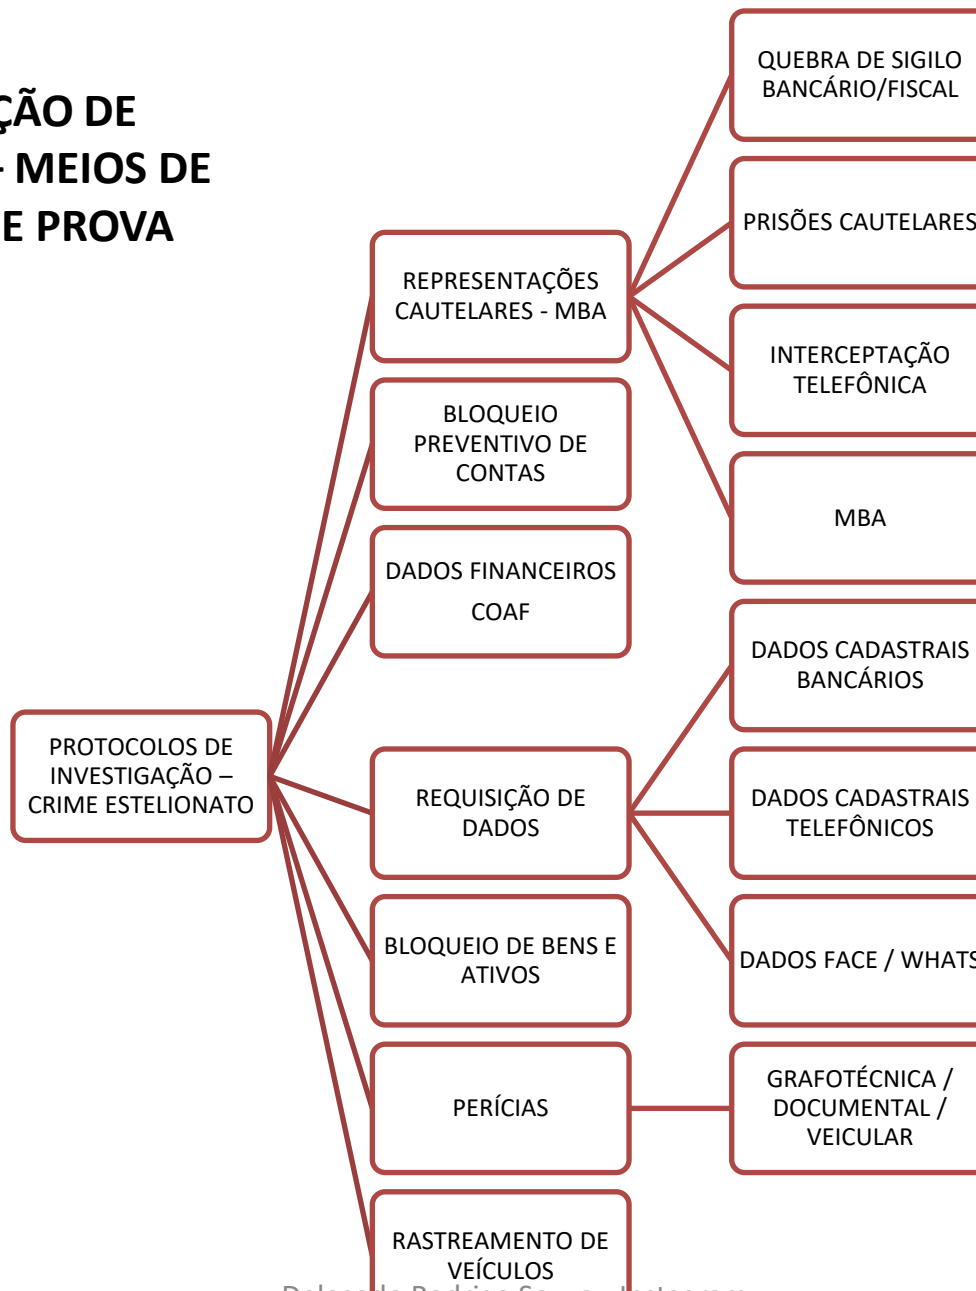 ÇÃO DE
- MEIOS DE
E PROVA
PROTOCOLOS DE
INVESTIGAÇÃO –
CRIME ESTELIONATO
REPRESENTAÇÕES
CAUTELARES - MBA
QUEBRA DE SIGILO
BANCÁRIO/FISCAL
PRISÕES CAUTELARES
INTERCEPTAÇÃO
TELEFÔNICA
MBA
BLOQUEIO
PREVENTIVO DE
CONTAS
DADOS FINANCEIROS
COAF
REQUISIÇÃO DE
DADOS
DADOS CADASTRAIS
BANCÁRIOS
DADOS CADASTRAIS
TELEFÔNICOS
DADOS FACE / WHATS
BLOQUEIO DE BENS E
ATIVOS
PERÍCIAS
GRAFOTÉCNICA /
DOCUMENTAL /
VEICULAR
RASTREAMENTO DE
VEÍCULOS